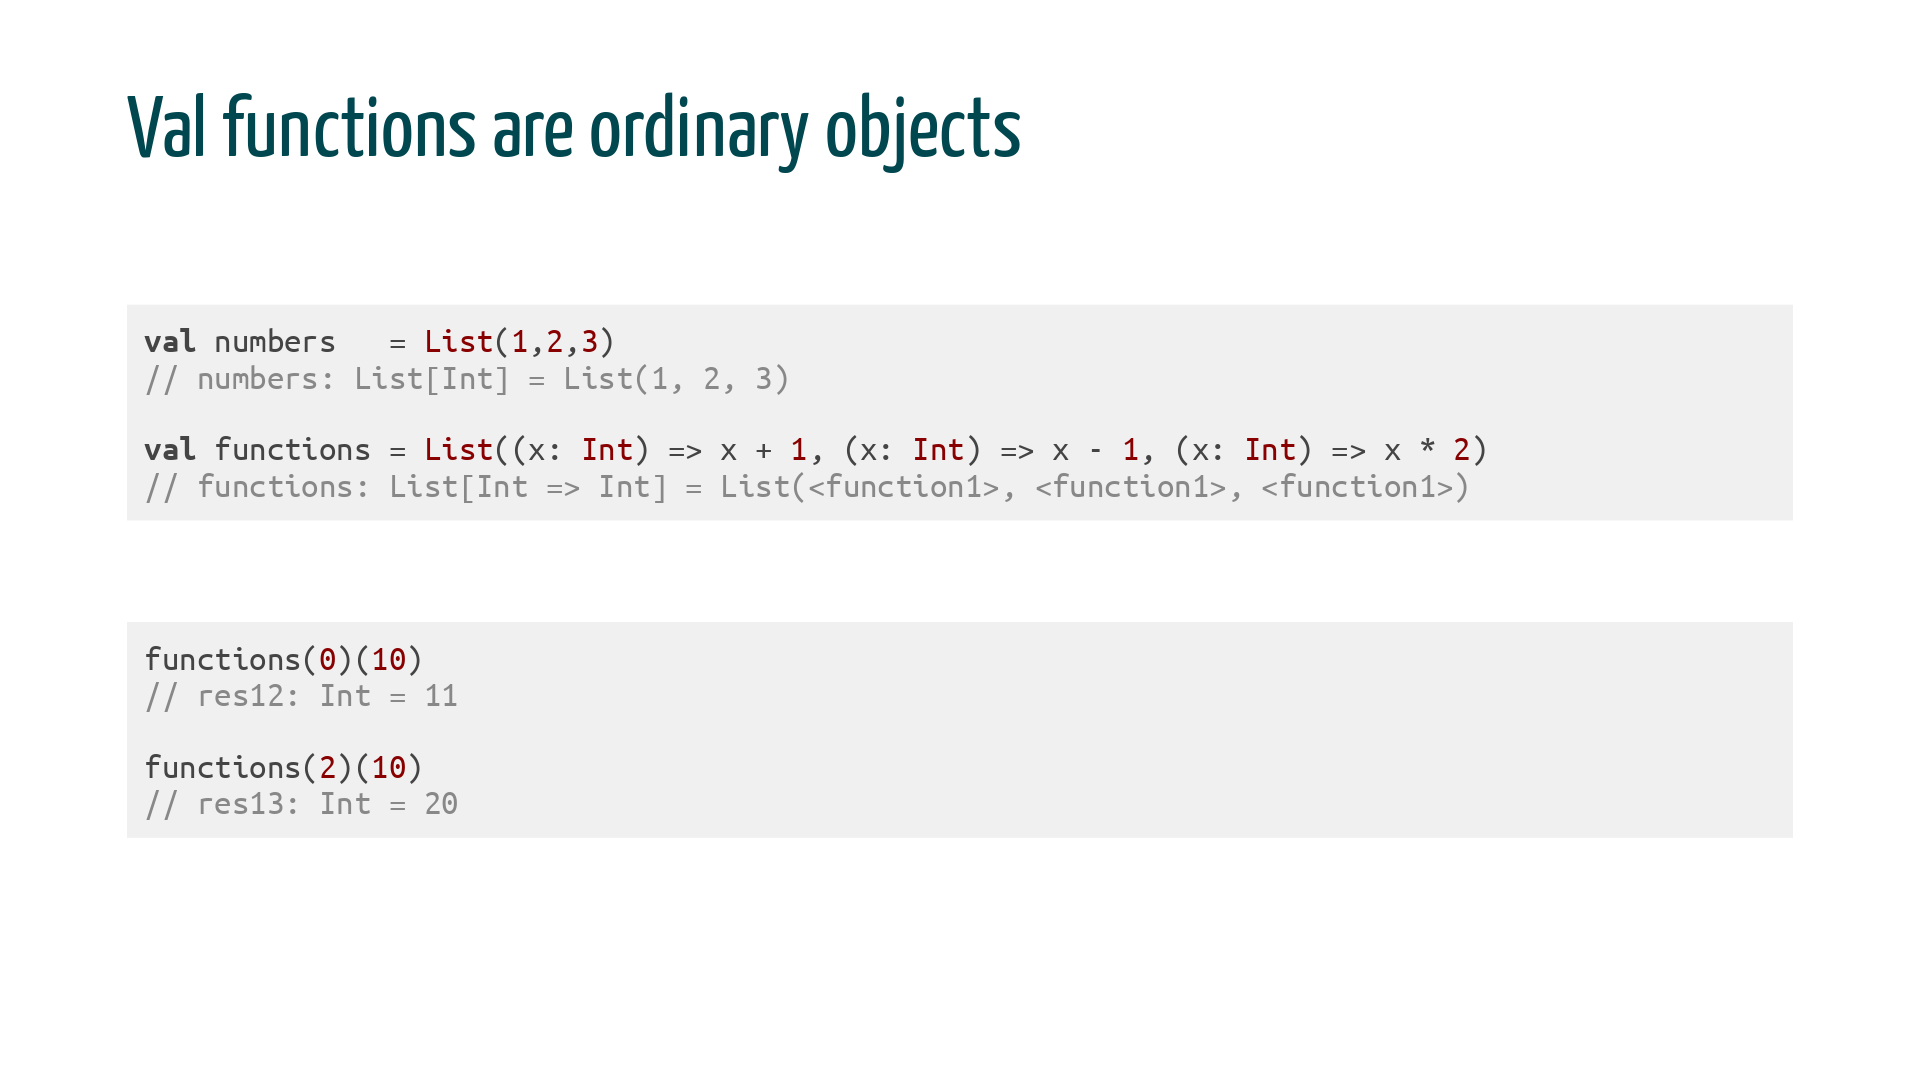 Val functions are ordinary objects
val numbers   = List(1,2,3)
// numbers: List[Int] = List(1, 2, 3)
val functions = List((x: Int) => x + 1, (x: Int) => x - 1, (x: Int) => x * 2)
// functions: List[Int => Int] = List(<function1>, <function1>, <function1>)
functions(0)(10)
// res12: Int = 11
functions(2)(10)
// res13: Int = 20